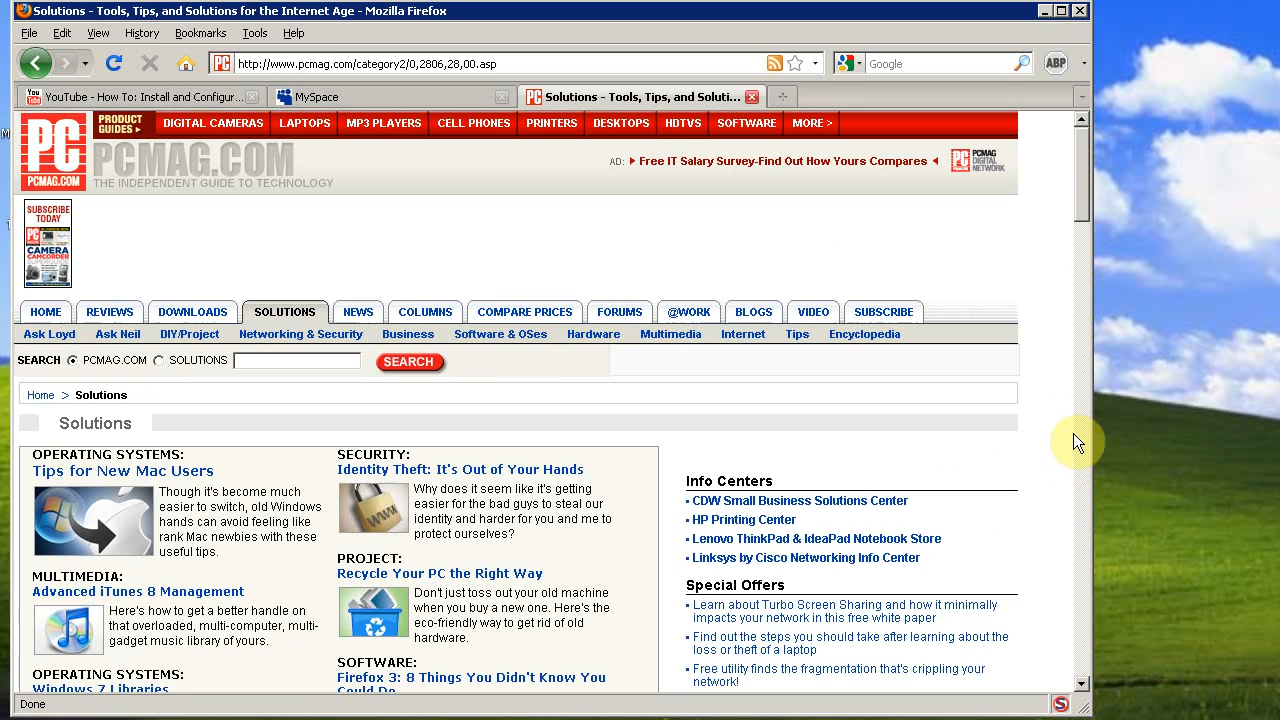 Solutions - Tools, Tips, and Solutions for the Internet Age - Mozilla Firefox
File Edit View History Bookmarks Tools Help
http://www.pcmag.com/category2/0,2806,28,00.asp
Google
ABP
YouTube - How To: Install and Configur...
MySpace
Solutions - Tools, Tips, and Soluti...
PC
PCMAG.COM
PRODUCT GUIDES
DIGITAL CAMERAS
LAPTOPS
MP3 PLAYERS
CELL PHONES
PRINTERS
DESKTOPS
HDTVS
SOFTWARE
MORE >
PCMAG.COM
THE INDEPENDENT GUIDE TO TECHNOLOGY
AD: Free IT Salary Survey-Find Out How Yours Compares
PCMAG DIGITAL NETWORK
SUBSCRIBE TODAY
PC
CAMERA
CAMCORDER
HOME REVIEWS DOWNLOADS SOLUTIONS NEWS COLUMNS COMPARE PRICES FORUMS @WORK BLOGS VIDEO SUBSCRIBE
Ask Loyd Ask Neil DIY/Project Networking & Security Business Software & OSes Hardware Multimedia Internet Tips Encyclopedia
SEARCH PCMAG.COM SOLUTIONS SEARCH
Home > Solutions
Solutions
OPERATING SYSTEMS:
Tips for New Mac Users
Though it's become much
easier to switch, old Windows
hands can avoid feeling like
rank Mac newbies with these
useful tips.
MULTIMEDIA:
Advanced iTunes 8 Management
Here's how to get a better handle on
that overloaded, multi-computer, multi-
gadget music library of yours.
OPERATING SYSTEMS:
Windows 7 Libraries
SECURITY:
Identity Theft: It's Out of Your Hands
WWW
Why does it seem like it's getting
easier for the bad guys to steal our
identity and harder for you and me to
protect ourselves?
PROJECT:
Recycle Your PC the Right Way
Don't just toss out your old machine
when you buy a new one. Here's the
eco-friendly way to get rid of old
hardware.
SOFTWARE:
Firefox 3: 8 Things You Didn't Know You
Could Do
Info Centers
CDW Small Business Solutions Center
HP Printing Center
Lenovo ThinkPad & IdeaPad Notebook Store
Linksys by Cisco Networking Info Center
Special Offers
Learn about Turbo Screen Sharing and how it minimally
impacts your network in this free white paper
Find out the steps you should take after learning about the
loss or theft of a laptop
Free utility finds the fragmentation that's crippling your
network!
Done